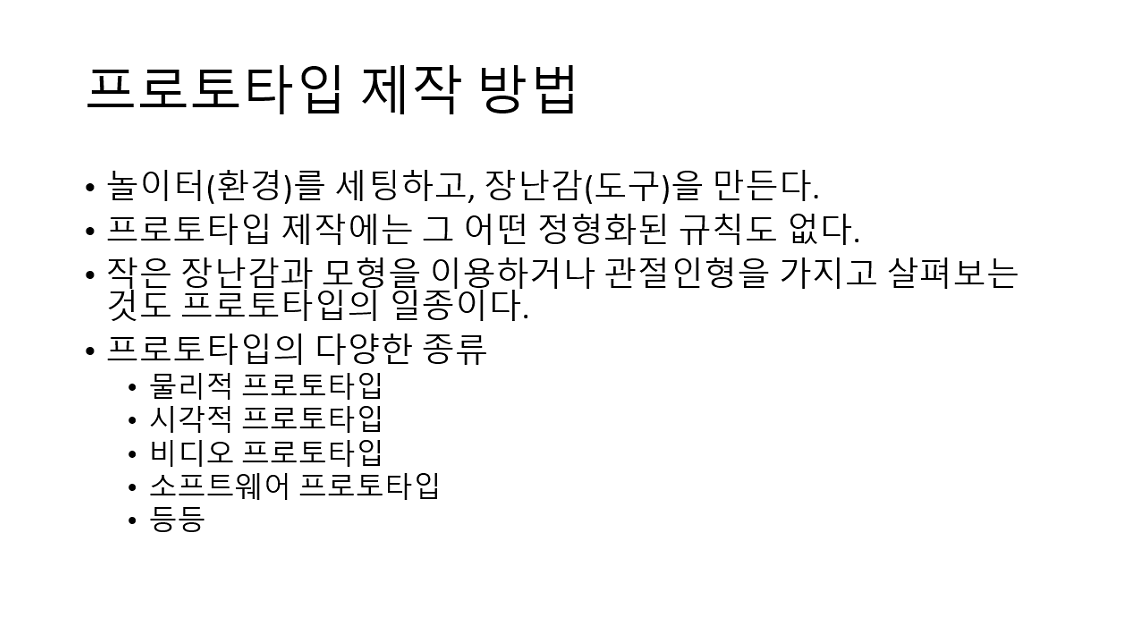 프로토타입 제작 방법
• 놀이터(환경)를 세팅하고, 장난감(도구)을 만든다.
• 프로토타입 제작에는 그 어떤 정형화된 규칙도 없다.
• 작은 장난감과 모형을 이용하거나 관절인형을 가지고 살펴보는
것도 프로토타입의 일종이다.
• 프로토타입의 다양한 종류
• 물리적 프로토타입
• 시각적 프로토타입
• 비디오 프로토타입
• 소프트웨어 프로토타입
• 등등